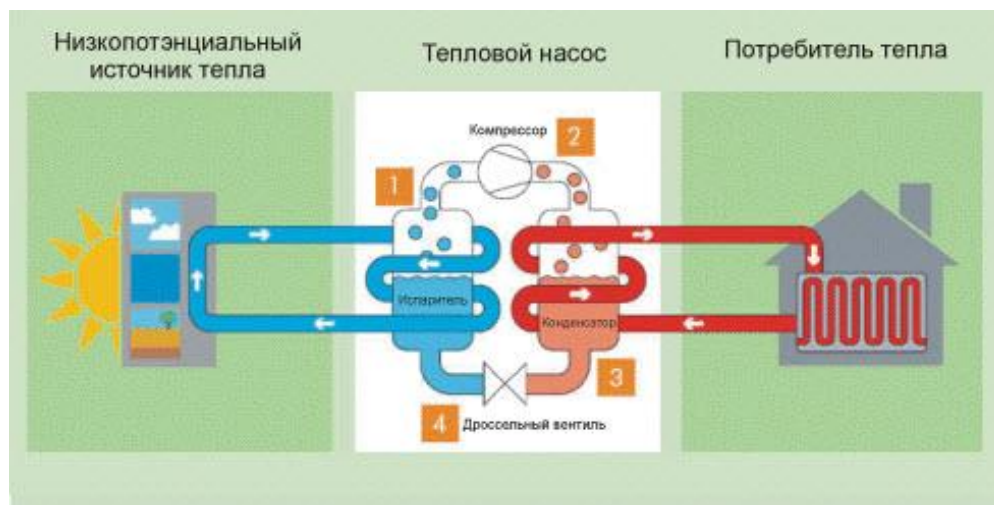 Низкопотэнциальный
источник тепла
Тепловой насос
Потребитель тепла
Компрессор
2
1
Испаритель
Конденсатор
3
4
Дроссельный вентиль